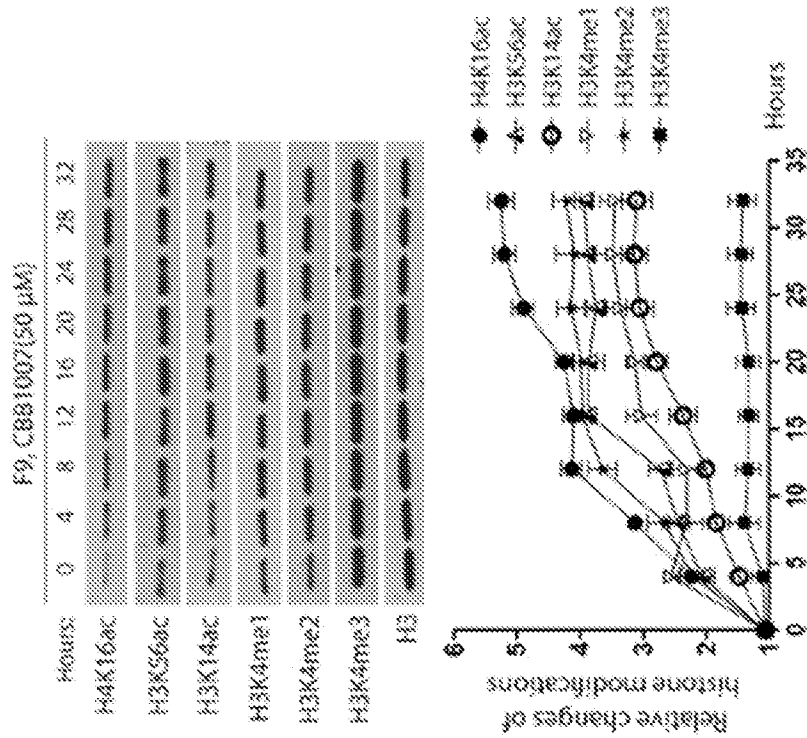 F9, CBB1007(50 µM)
Hours: 0 4 8 12 16 20 24 28 32
H4K16ac
H3K56ac
H3K14ac
H3K4me1
H3K4me2
H3K4me3
H3
Relative changes of
histone modifications
6
5
4
3
2
1
0 5 10 15 20 25 30 35
Hours
H4K16ac
H3K56ac
H3K14ac
H3K4me1
H3K4me2
H3K4me3